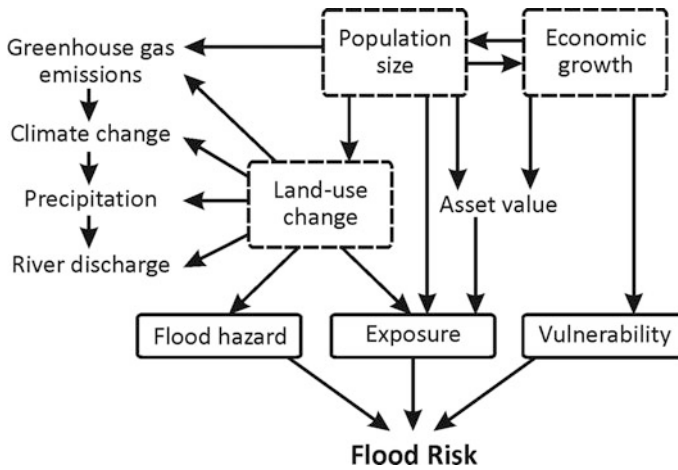 Greenhouse gas
emissions
Population
size
Economic
growth
Climate change
Precipitation
Land-use
change
Asset value
River discharge
Flood hazard
Exposure
Vulnerability
Flood Risk